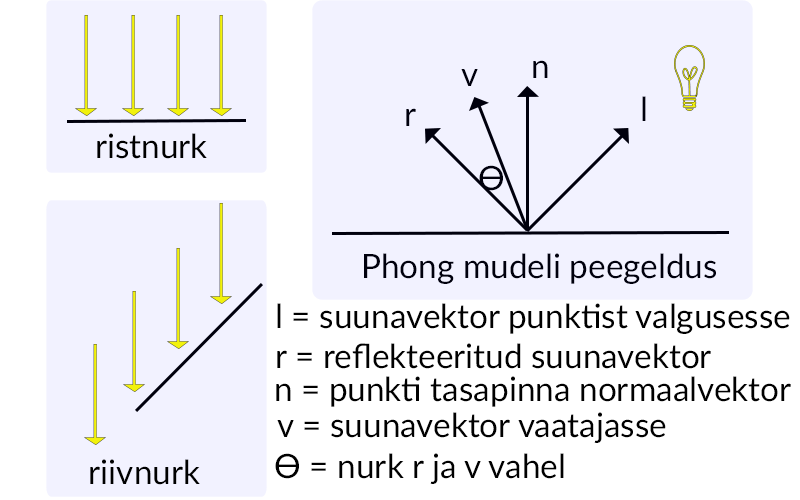 ristnurk
v
n
r
l
Ɵ
Phong mudeli peegeldus
riivnurk
l = suunavektor punktist valgusesse
r = reflekteeritud suunavektor
n = punkti tasapinna normaalvektor
v = suunavektor vaatajasse
Ɵ = nurk r ja v vahel